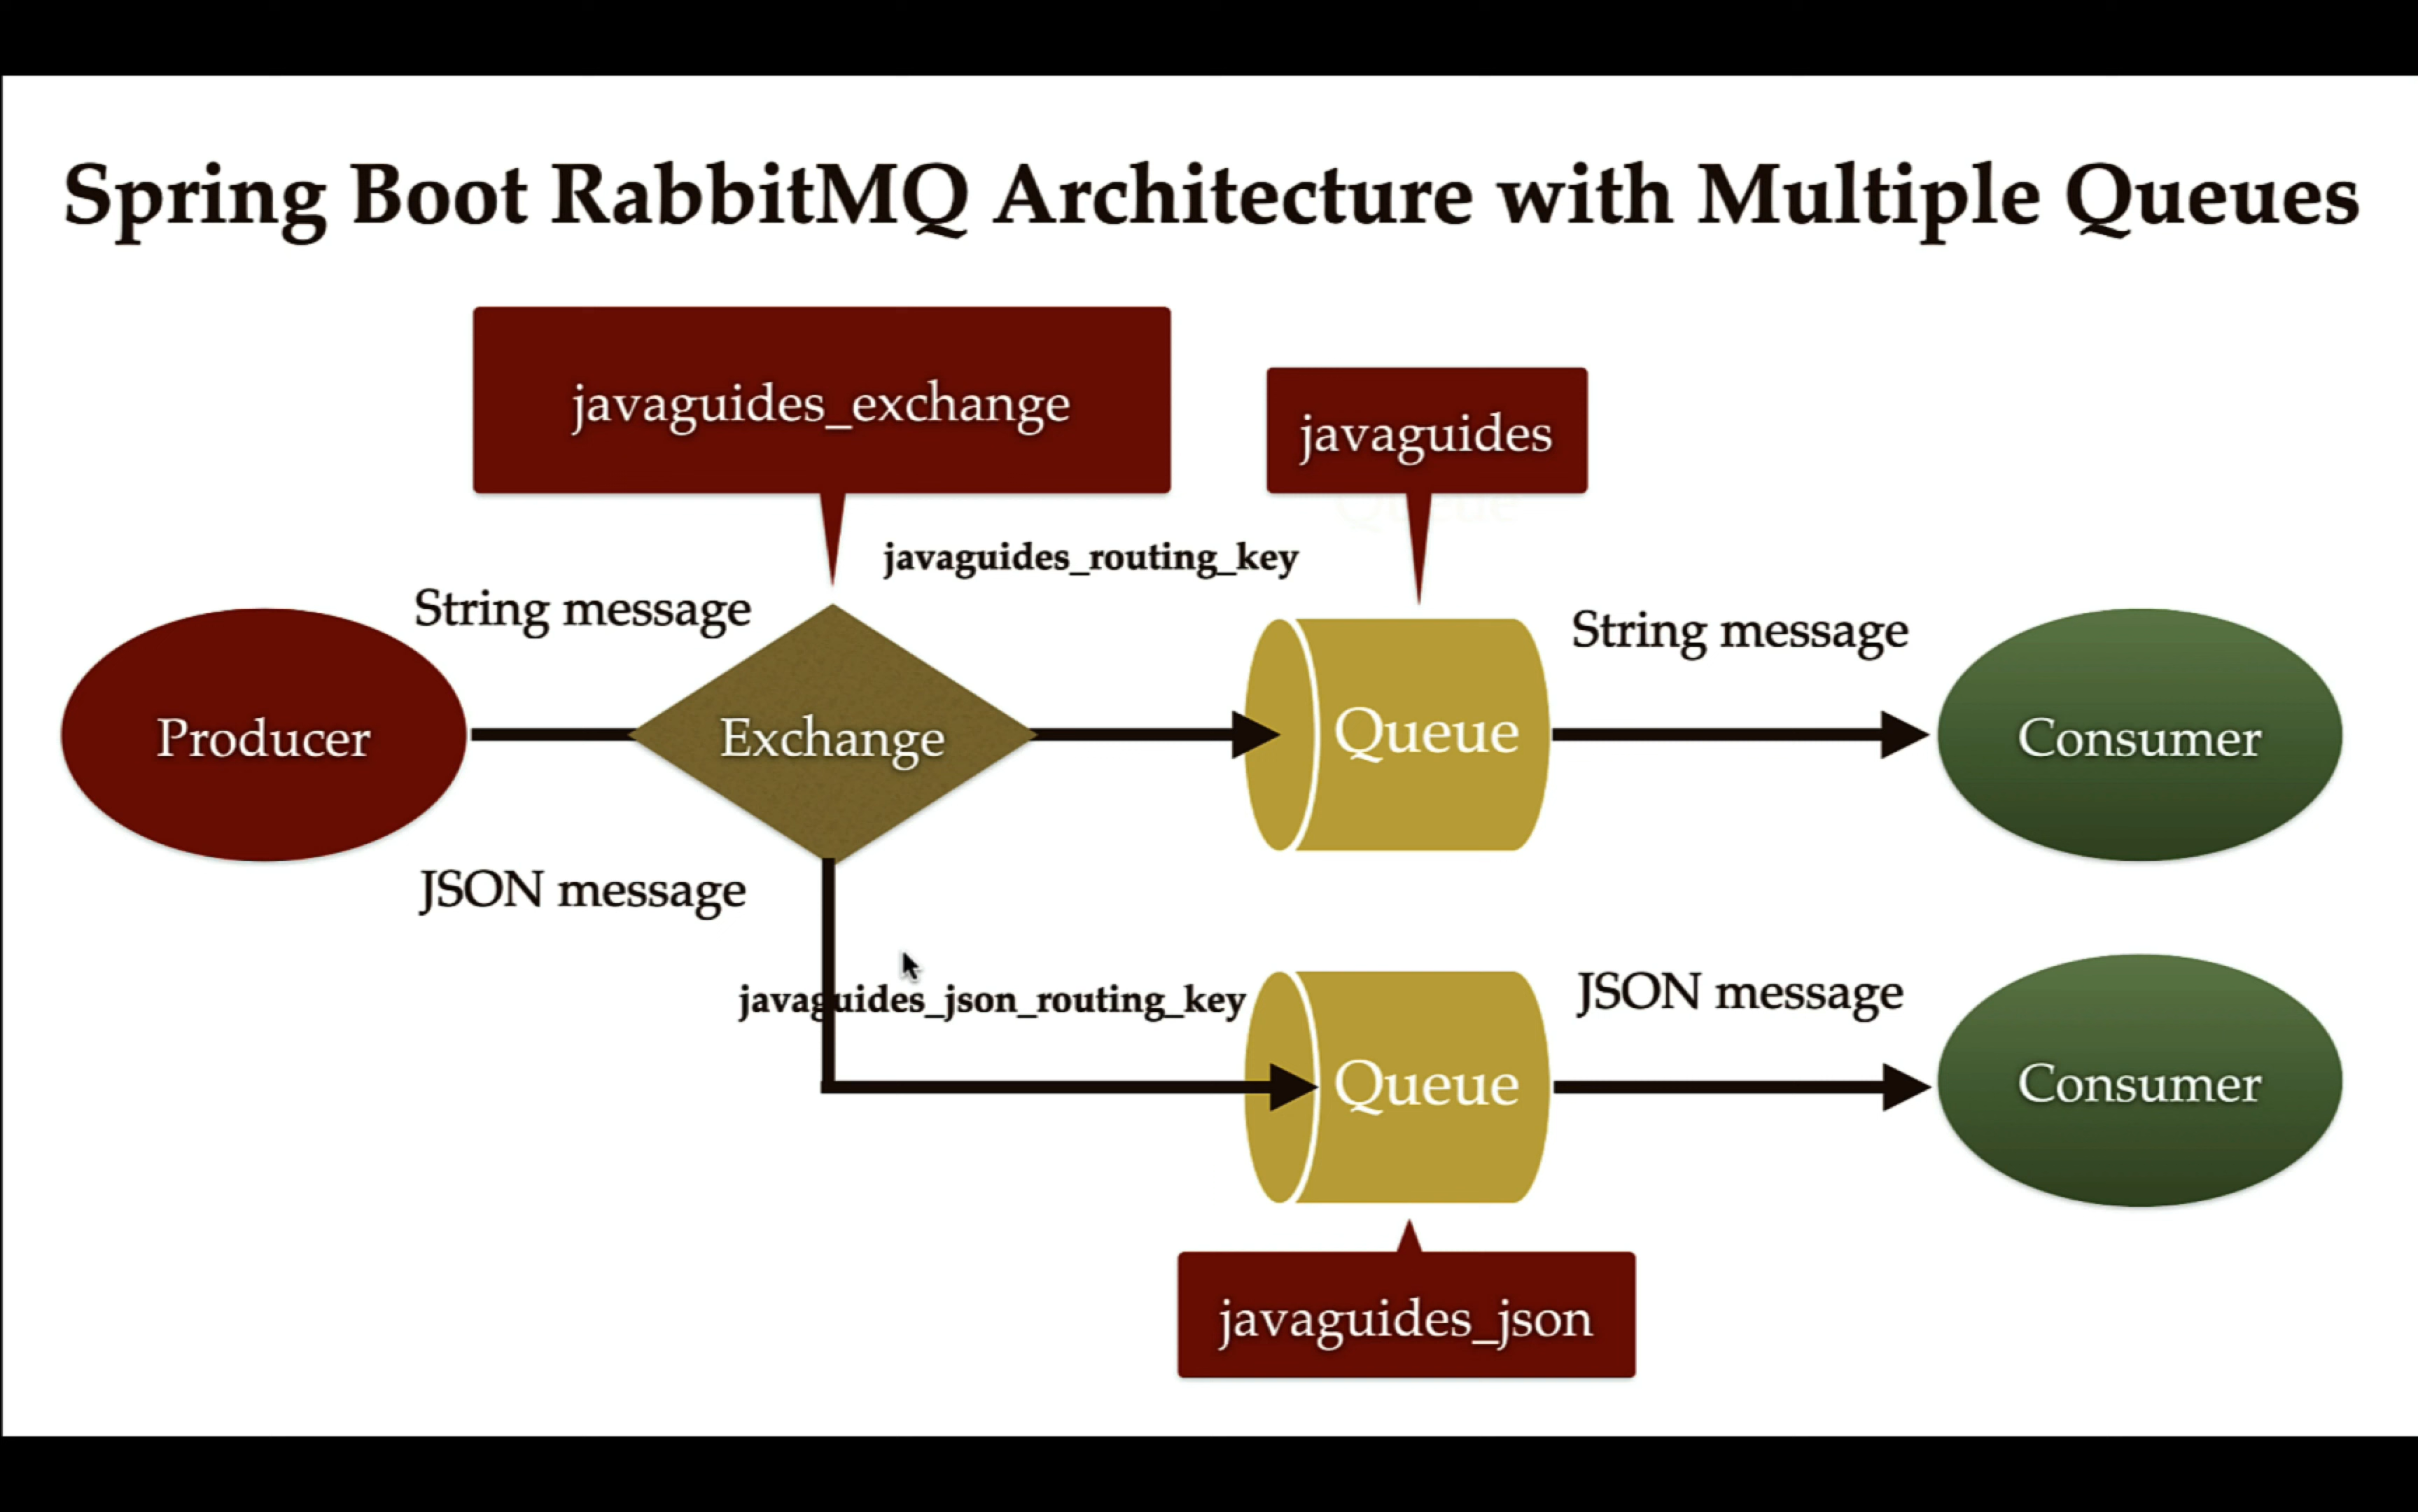 Spring Boot RabbitMQ Architecture with Multiple Queues
javaguides_exchange
javaguides
javaguides_routing_key
String message
String message
Producer
Exchange
Queue
Consumer
JSON message
javaguides_json_routing_key
JSON message
Queue
Consumer
javaguides_json